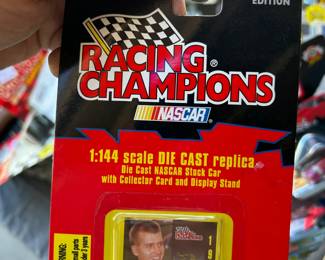 EDITION
RACING
CHAMPIONS®
NASCAR
1:144 scale DIE CAST replica
Die Cast NASCAR Stock Car
with Collector Card and Display Stand
WARNING: